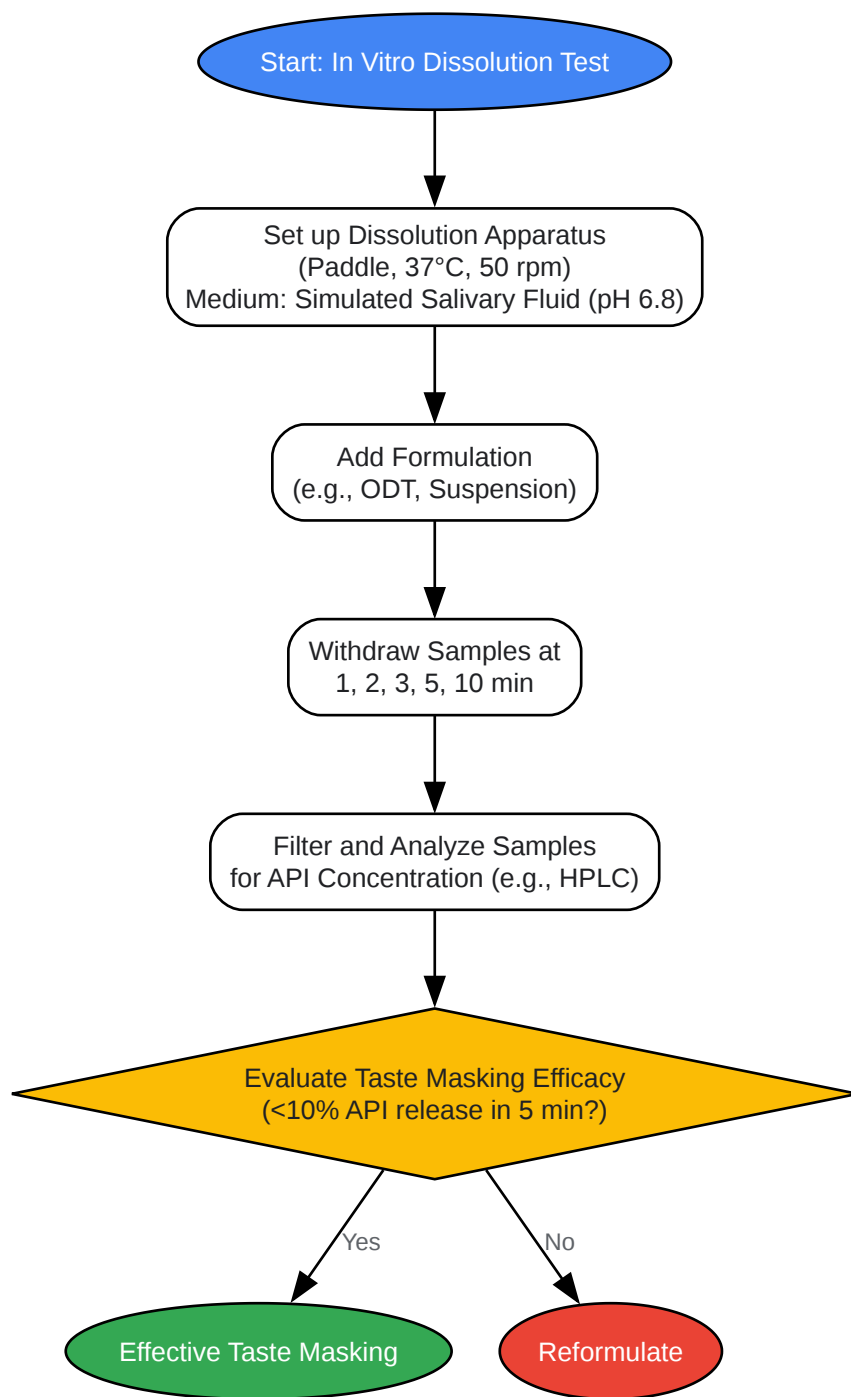 Start: In Vitro Dissolution Test
Set up Dissolution Apparatus
(Paddle, 37°C, 50 rpm)
Medium: Simulated Salivary Fluid (pH 6.8)
Add Formulation
(e.g., ODT, Suspension)
Withdraw Samples at
1, 2, 3, 5, 10 min
Filter and Analyze Samples
for API Concentration (e.g., HPLC)
Evaluate Taste Masking Efficacy
(<10% API release in 5 min?)
Yes
No
Effective Taste Masking
Reformulate